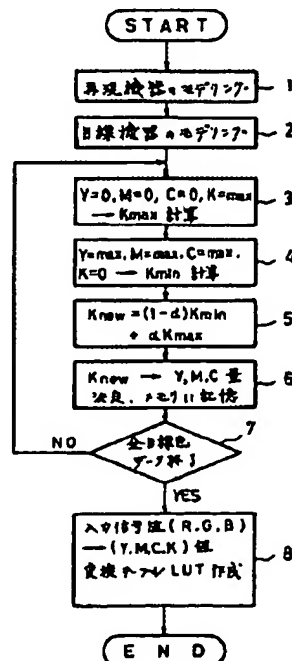 START
再現機器のモデリング 1
目標機器のモデリング 2
Y=0, M=0, C=0, K=max 3
→ Kmax 計算
Y=max, M=max, C=max, 4
K=0 → Kmin 計算
Knew = (1-α)Kmin 5
+ αKmax
Knew → Y, M, C 量 6
決定、メモリに記憶
7
全目標色
データ終了
NO
YES
入力信号値(R,G,B)
→(Y,M,C,K)値 8
変換テーブルLUT作成
END